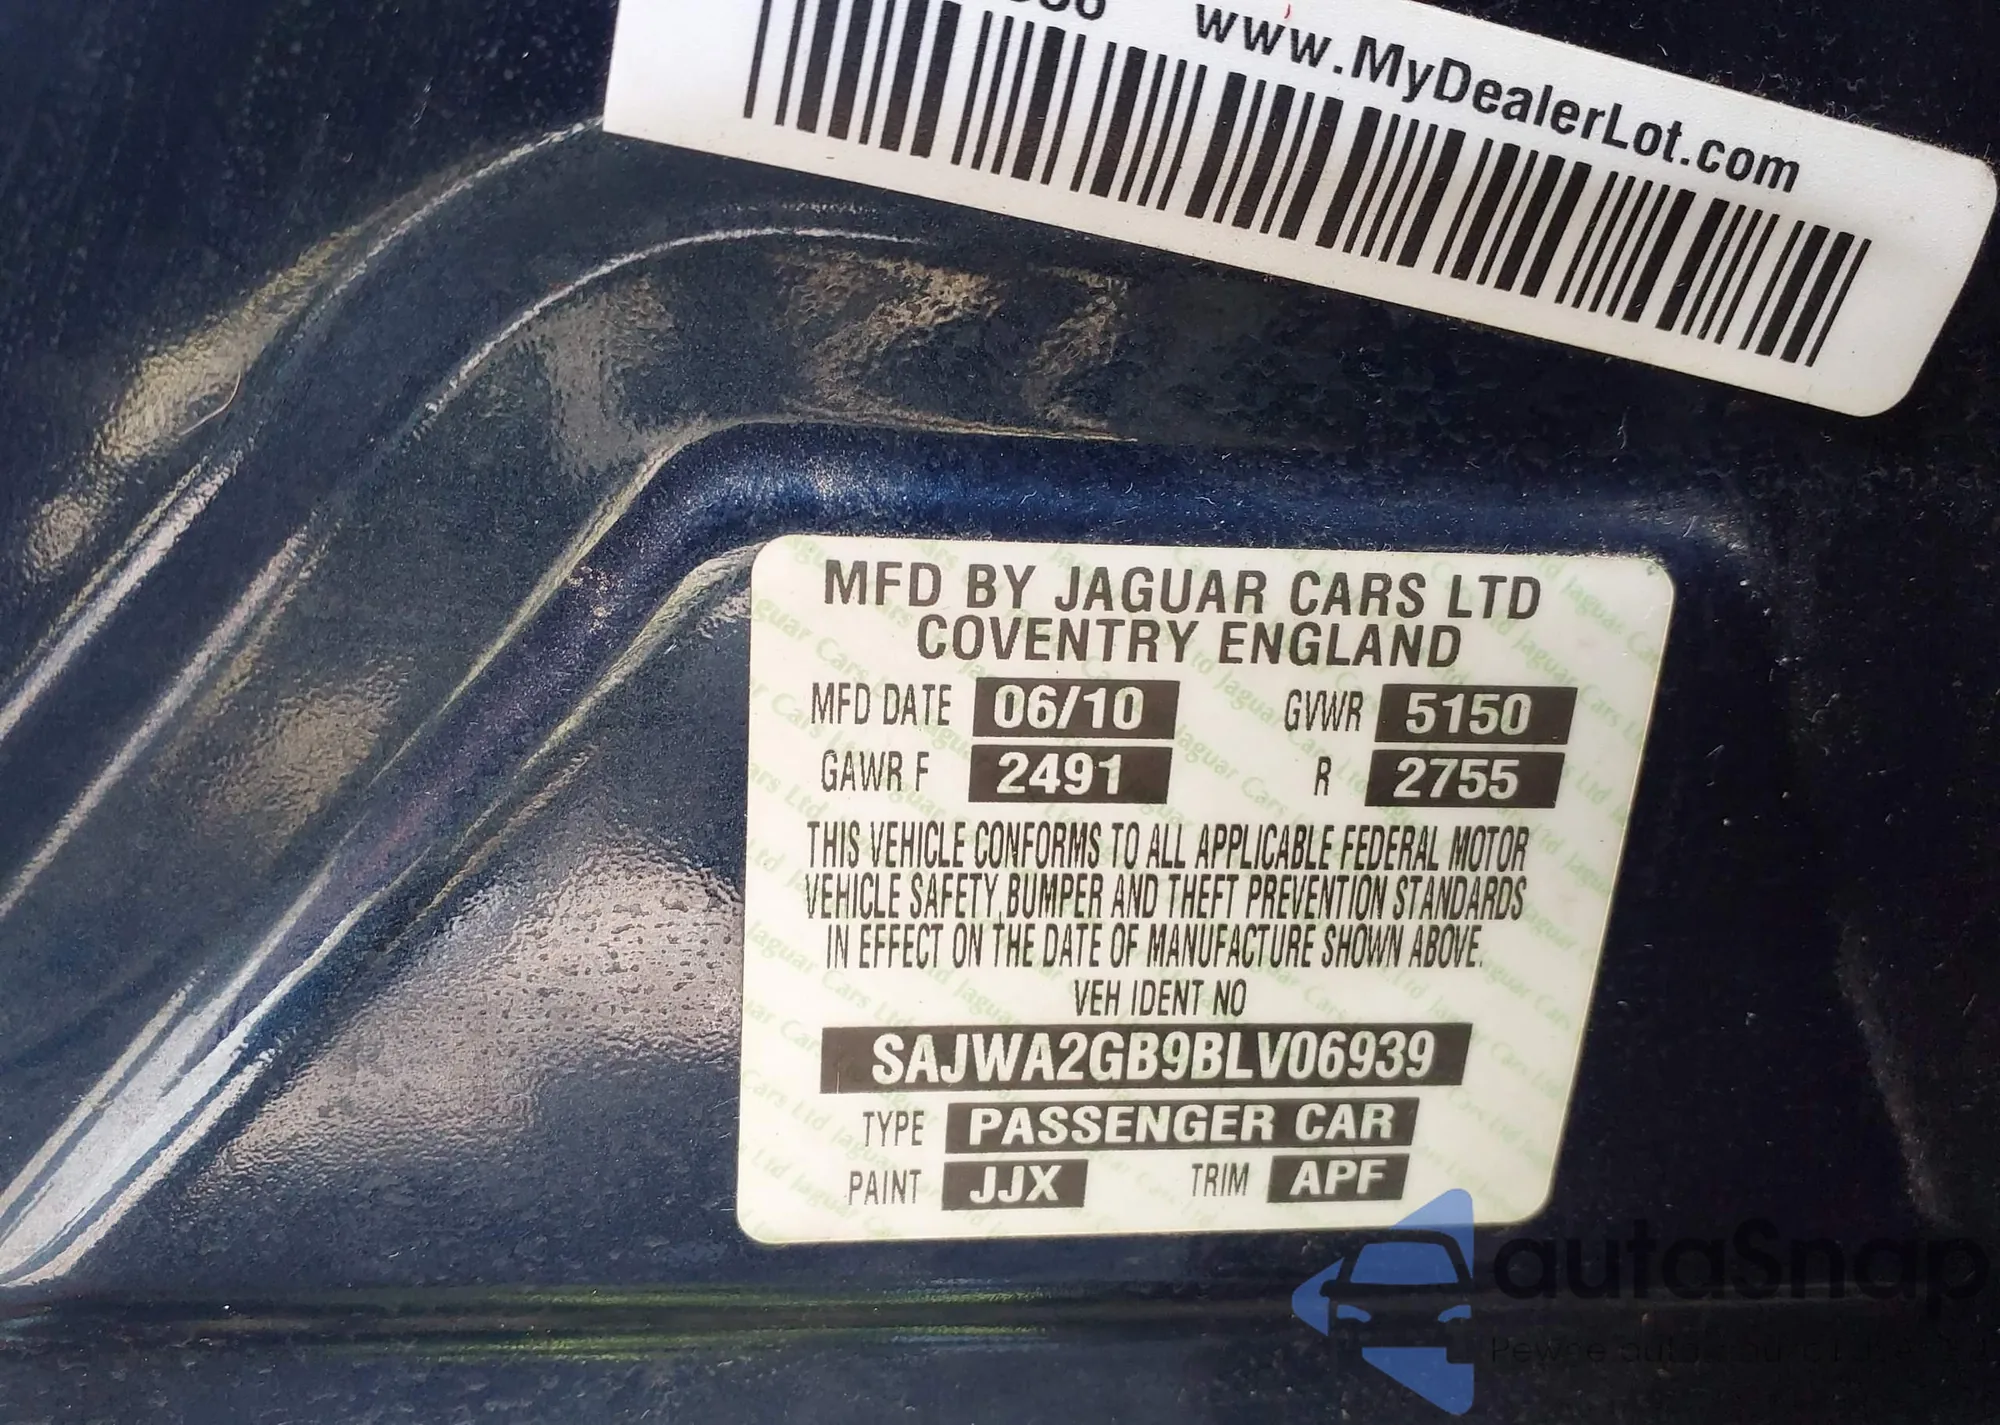 www.MyDealerLot.com
MFD BY JAGUAR CARS LTD
COVENTRY ENGLAND
MFD DATE 06/10 GVWR 5150
GAWR F 2491 R 2755
THIS VEHICLE CONFORMS TO ALL APPLICABLE FEDERAL MOTOR
VEHICLE SAFETY, BUMPER AND THEFT PREVENTION STANDARDS
IN EFFECT ON THE DATE OF MANUFACTURE SHOWN ABOVE.
VEH IDENT NO
SAJWA2GB9BLV06939
TYPE PASSENGER CAR
PAINT JJX TRIM APF
autaSnap